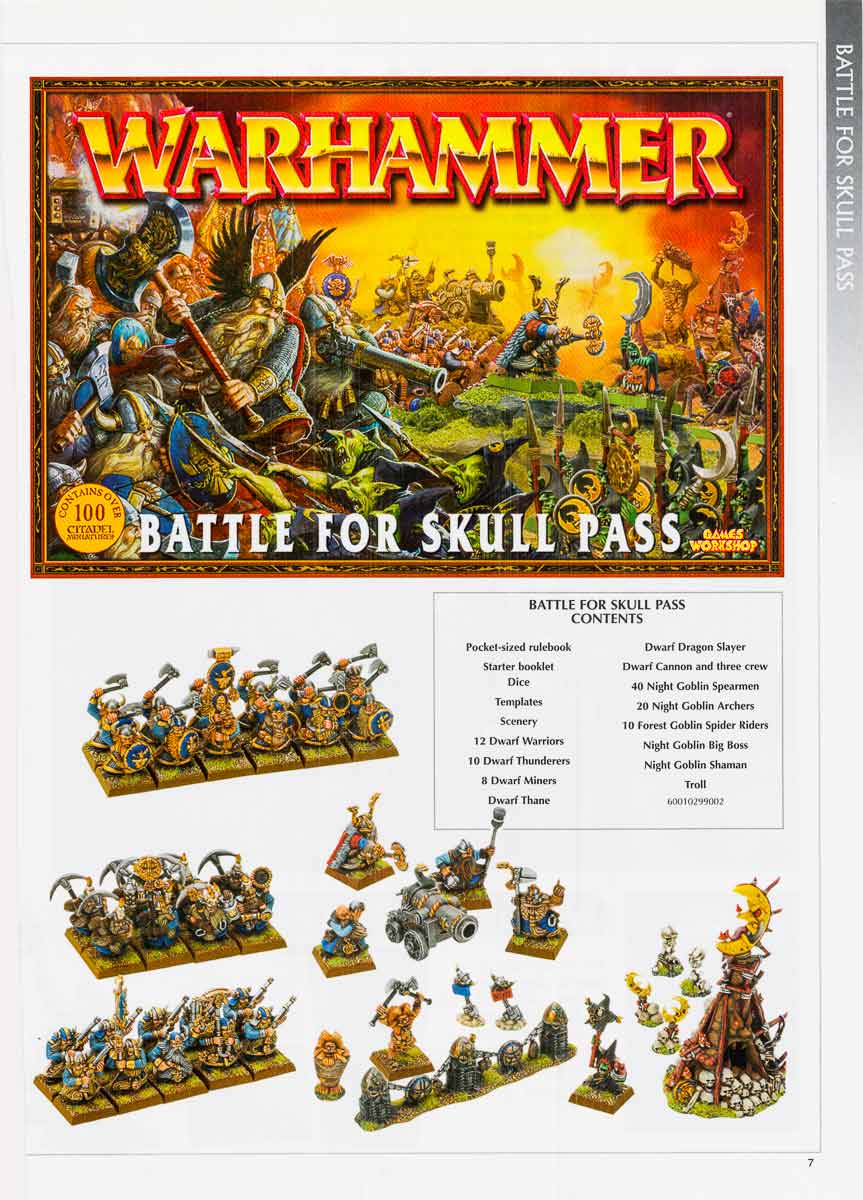 BATTLE FOR SKULL PASS
WARHAMMER
CONTAINS OVER
100
CITADEL
MINIATURES
BATTLE FOR SKULL PASS
GAMES
WORKSHOP
BATTLE FOR SKULL PASS
CONTENTS
Pocket-sized rulebook
Starter booklet
Dice
Templates
Scenery
12 Dwarf Warriors
10 Dwarf Thunderers
8 Dwarf Miners
Dwarf Thane
Dwarf Dragon Slayer
Dwarf Cannon and three crew
40 Night Goblin Spearmen
20 Night Goblin Archers
10 Forest Goblin Spider Riders
Night Goblin Big Boss
Night Goblin Shaman
Troll
60010299002
7